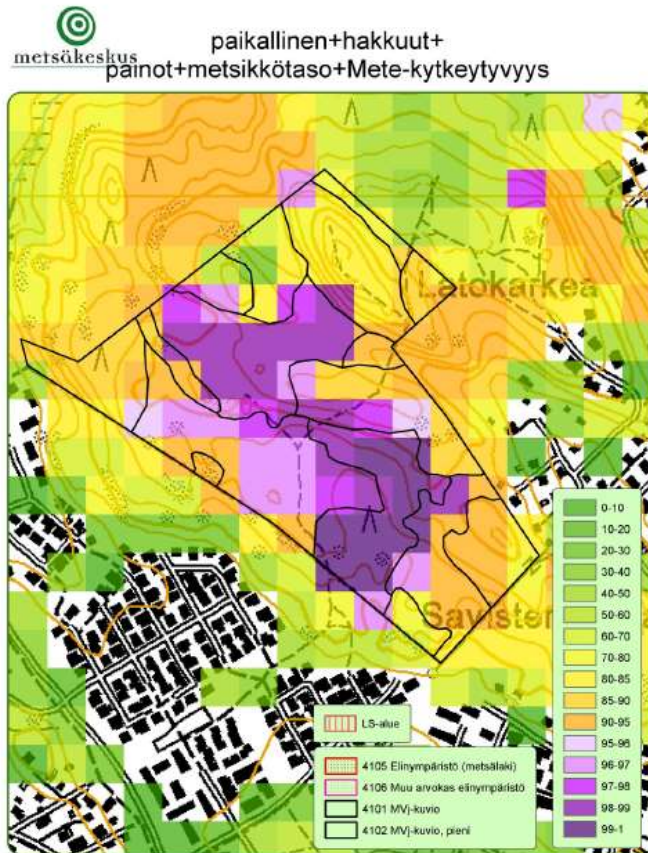 metsäkeskus
paikallinen+hakkuut+
painot+metsikkötaso+Mete-kytkeytyvyys
Latokarkea
0-10
10-20
20-30
30-40
40-50
50-60
60-70
70-80
80-85
85-90
90-95
95-96
96-97
97-98
98-99
99-1
LS-alue
4105 Elinympäristö (metsälaki)
4106 Muu arvokas elinympäristö
4101 MVj-kuvio
4102 MVj-kuvio, pieni